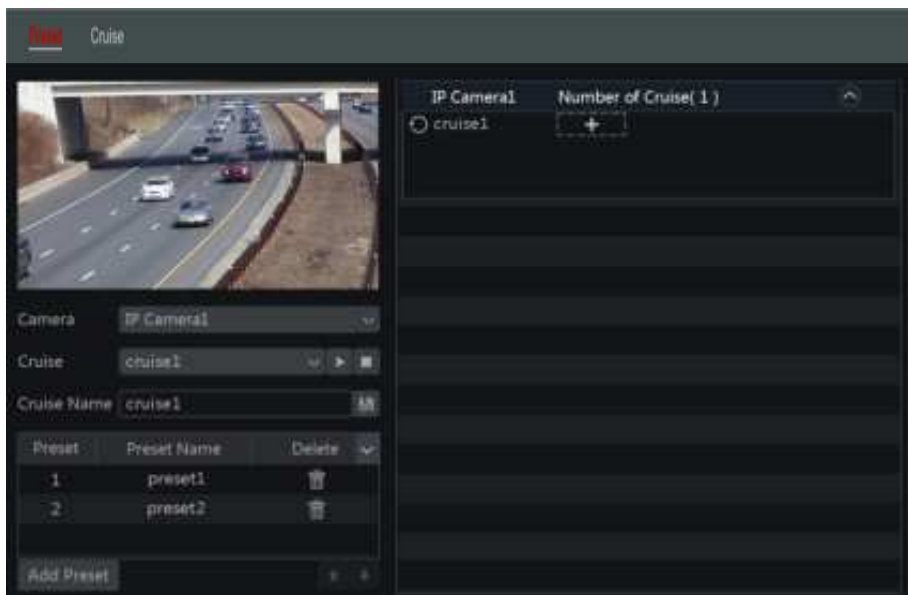 Preset Cruise
IP Camera1 Number of Cruise( 1 )
cruise1
Camera IP Camera1
Cruise cruise1
Cruise Name cruise1
Preset Preset Name Delete
1 preset1
2 preset2
Add Preset